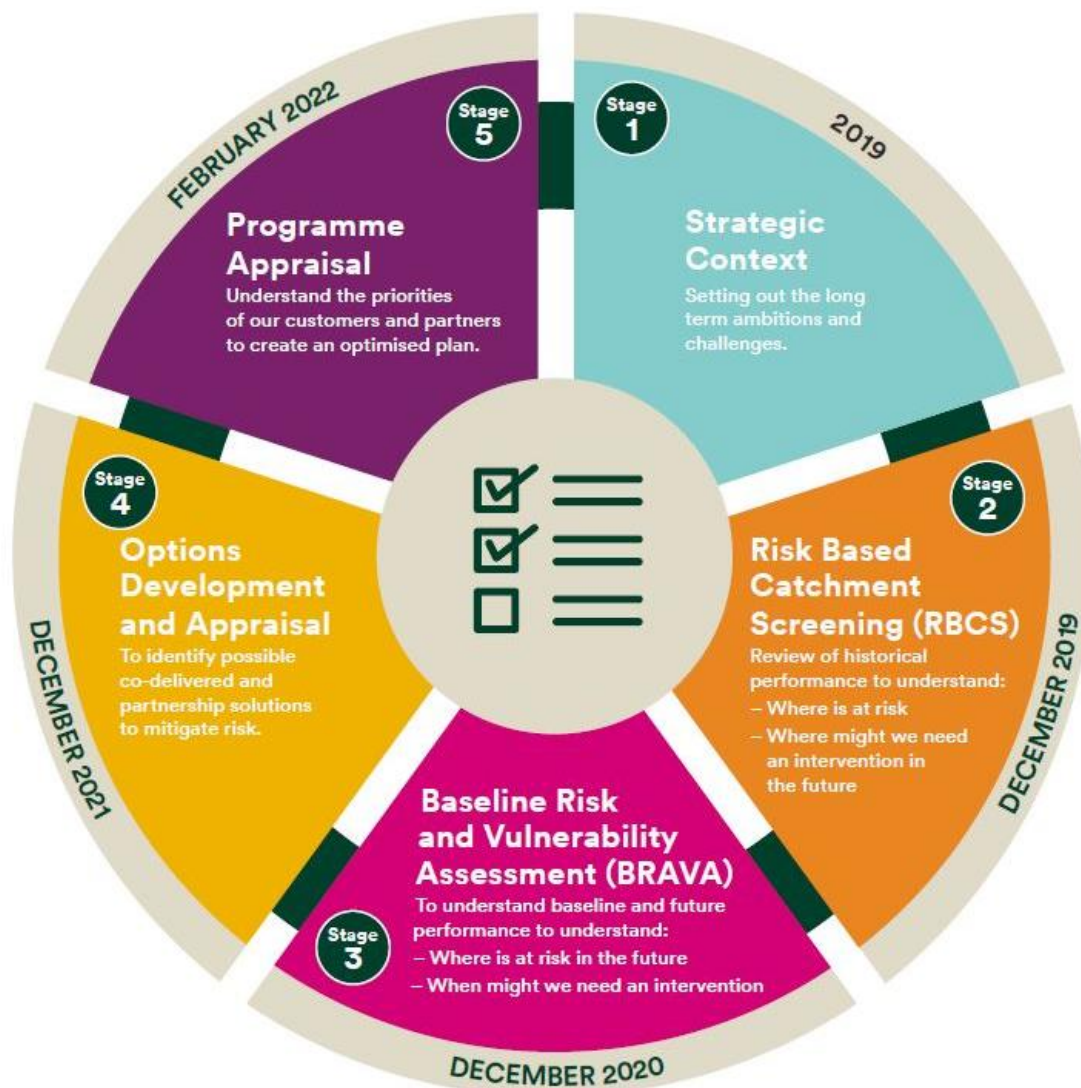 2019
Stage
1
Strategic
Context
Setting out the long
term ambitions and
challenges.
DECEMBER 2019
Stage
2
Risk Based
Catchment
Screening (RBCS)
Review of historical
performance to understand:
– Where is at risk
– Where might we need
an intervention in
the future
DECEMBER 2020
Stage
3
Baseline Risk
and Vulnerability
Assessment (BRAVA)
To understand baseline and future
performance to understand:
– Where is at risk in the future
– When might we need an intervention
DECEMBER 2021
Stage
4
Options
Development
and Appraisal
To identify possible
co-delivered and
partnership solutions
to mitigate risk.
FEBRUARY 2022
Stage
5
Programme
Appraisal
Understand the priorities
of our customers and partners
to create an optimised plan.